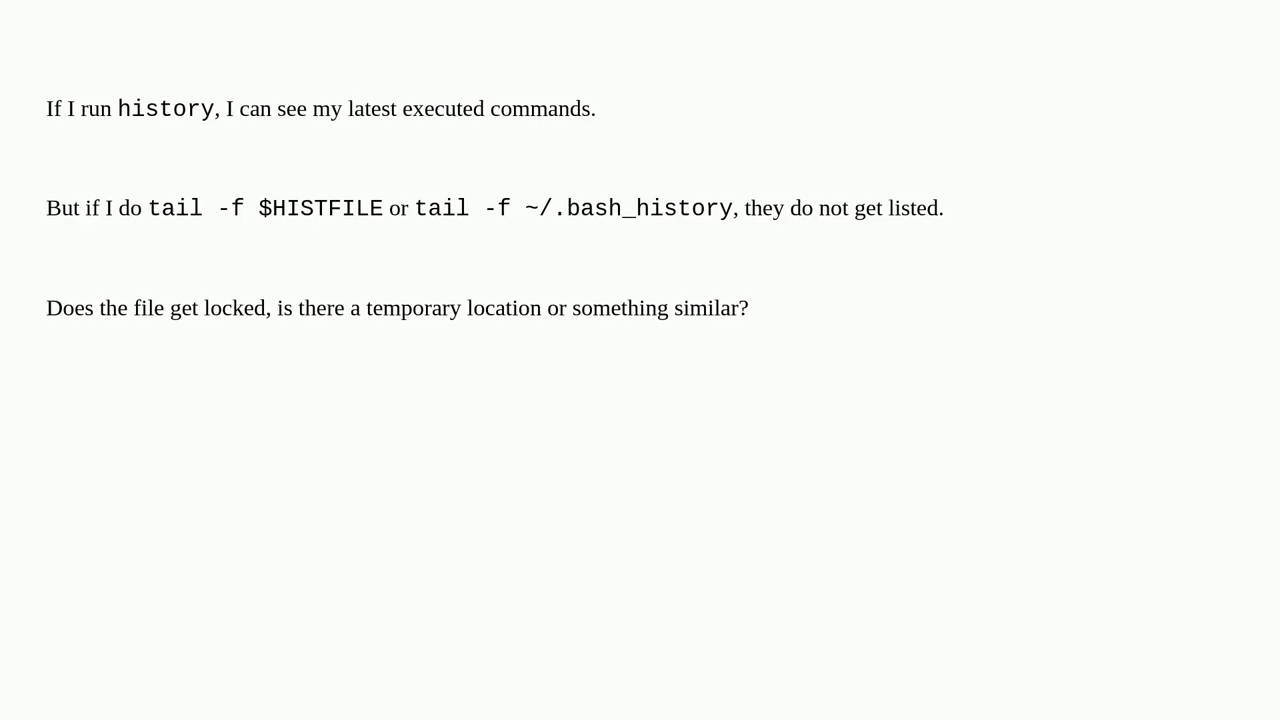 If I run history, I can see my latest executed commands.
But if I do tail -f $HISTFILE or tail -f ~/.bash_history, they do not get listed.
Does the file get locked, is there a temporary location or something similar?